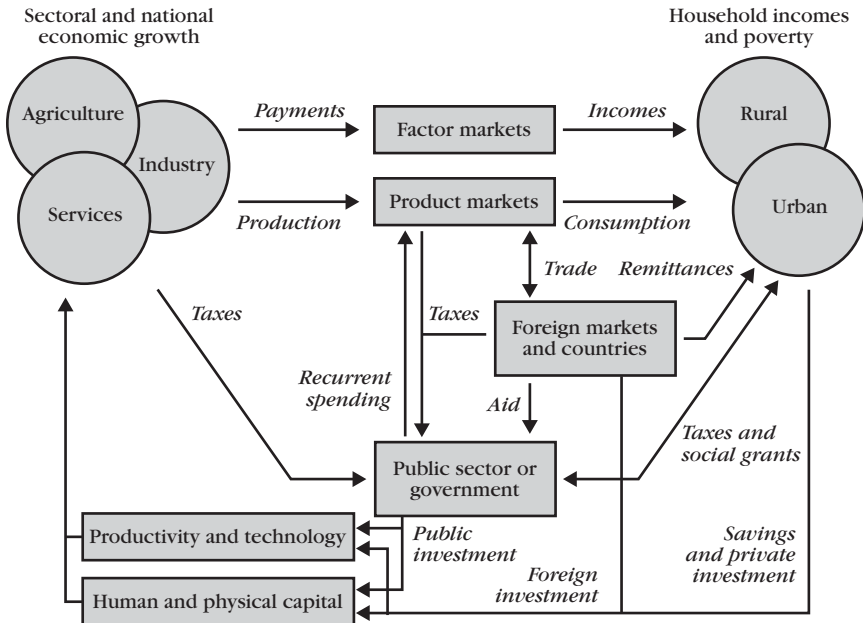 Sectoral and national
economic growth
Household incomes
and poverty
Agriculture
Industry
Services
Payments
Factor markets
Incomes
Rural
Urban
Production
Product markets
Consumption
Trade
Remittances
Taxes
Taxes
Foreign markets
and countries
Recurrent
spending
Aid
Taxes and
social grants
Public sector or
government
Productivity and technology
Public
investment
Savings
and private
investment
Human and physical capital
Foreign
investment